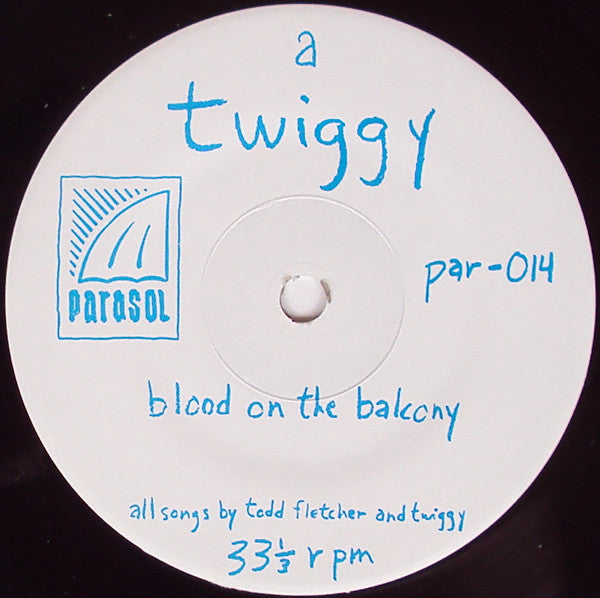 a
twiggy
parasol
par-014
blood on the balcony
all songs by todd fletcher and twiggy
33⅓ rpm